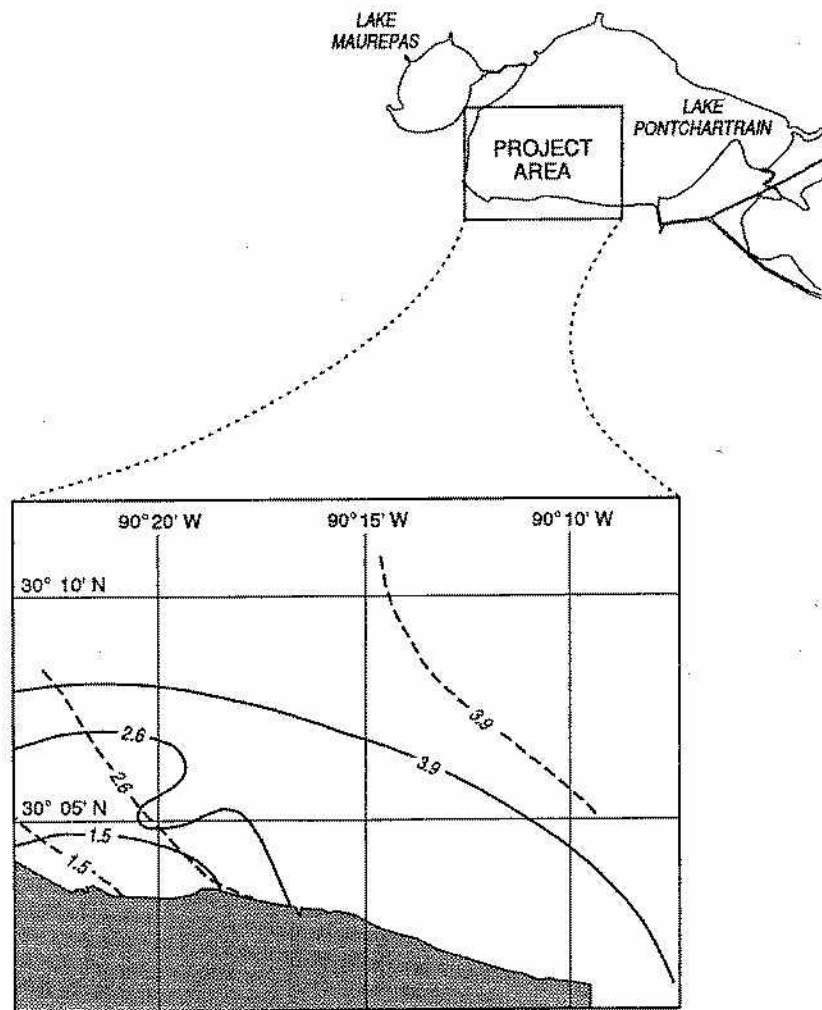 LAKE
MAUREPAS
LAKE
PONTCHARTRAIN
PROJECT
AREA
90°20' W
90°15' W
90°10' W
30° 10' N
3.9
2.6
3.9
2.6
30° 05' N
1.5
1.5